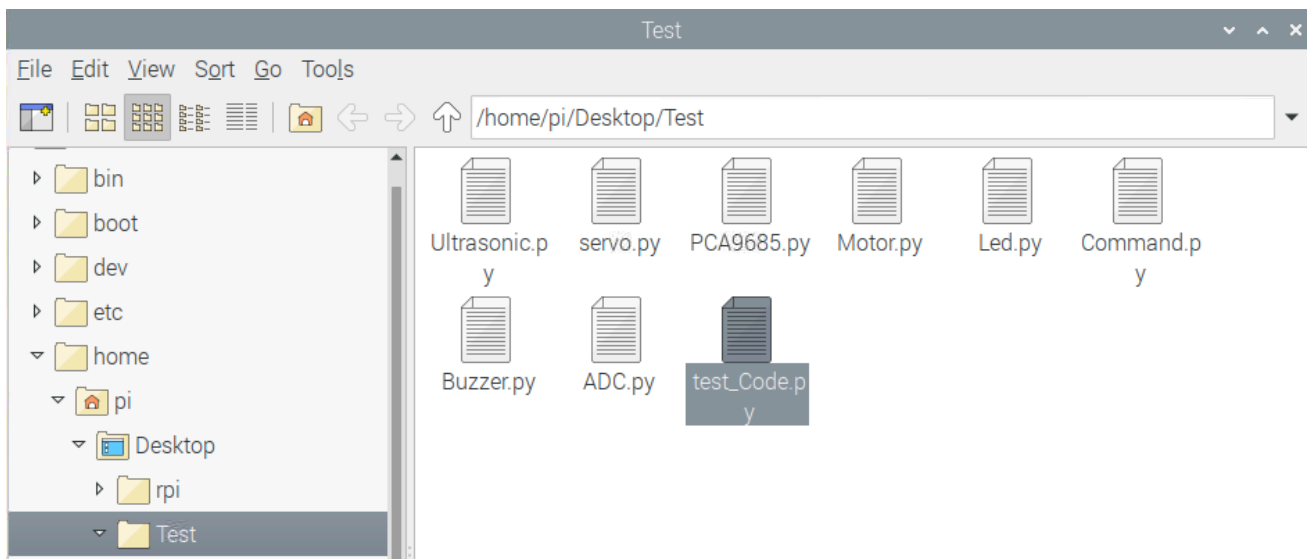 Test
File Edit View Sort Go Tools
/home/pi/Desktop/Test
bin
boot
dev
etc
home
pi
Desktop
rpi
Test
Ultrasonic.p
y
servo.py
PCA9685.py
Motor.py
Led.py
Command.p
y
Buzzer.py
ADC.py
test_Code.p
y